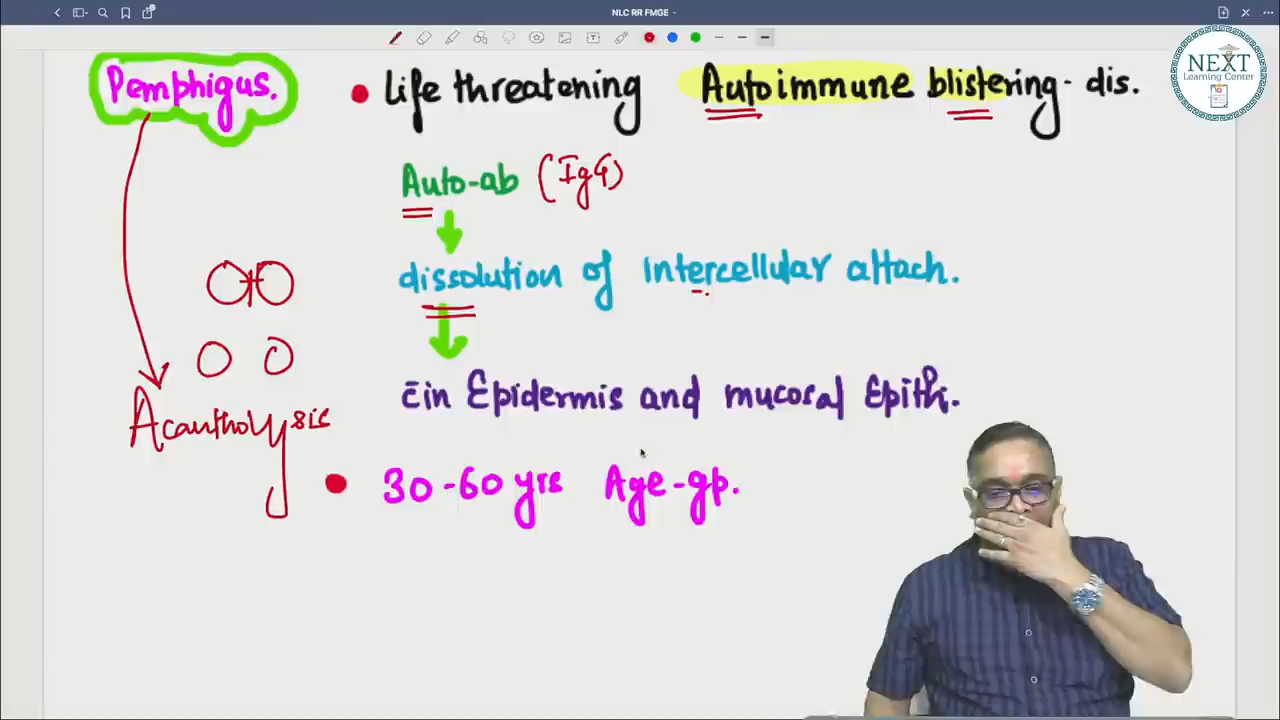 NLC RR FMGE
NEXT
Learning Center
Pemphigus.
• Life threatening Autoimmune blistering - dis.
Auto-ab (IgG)
dissolution of intercellular attach.
c̄in Epidermis and mucosal Epith.
Acantholysis
• 30-60 yrs Age-gp.